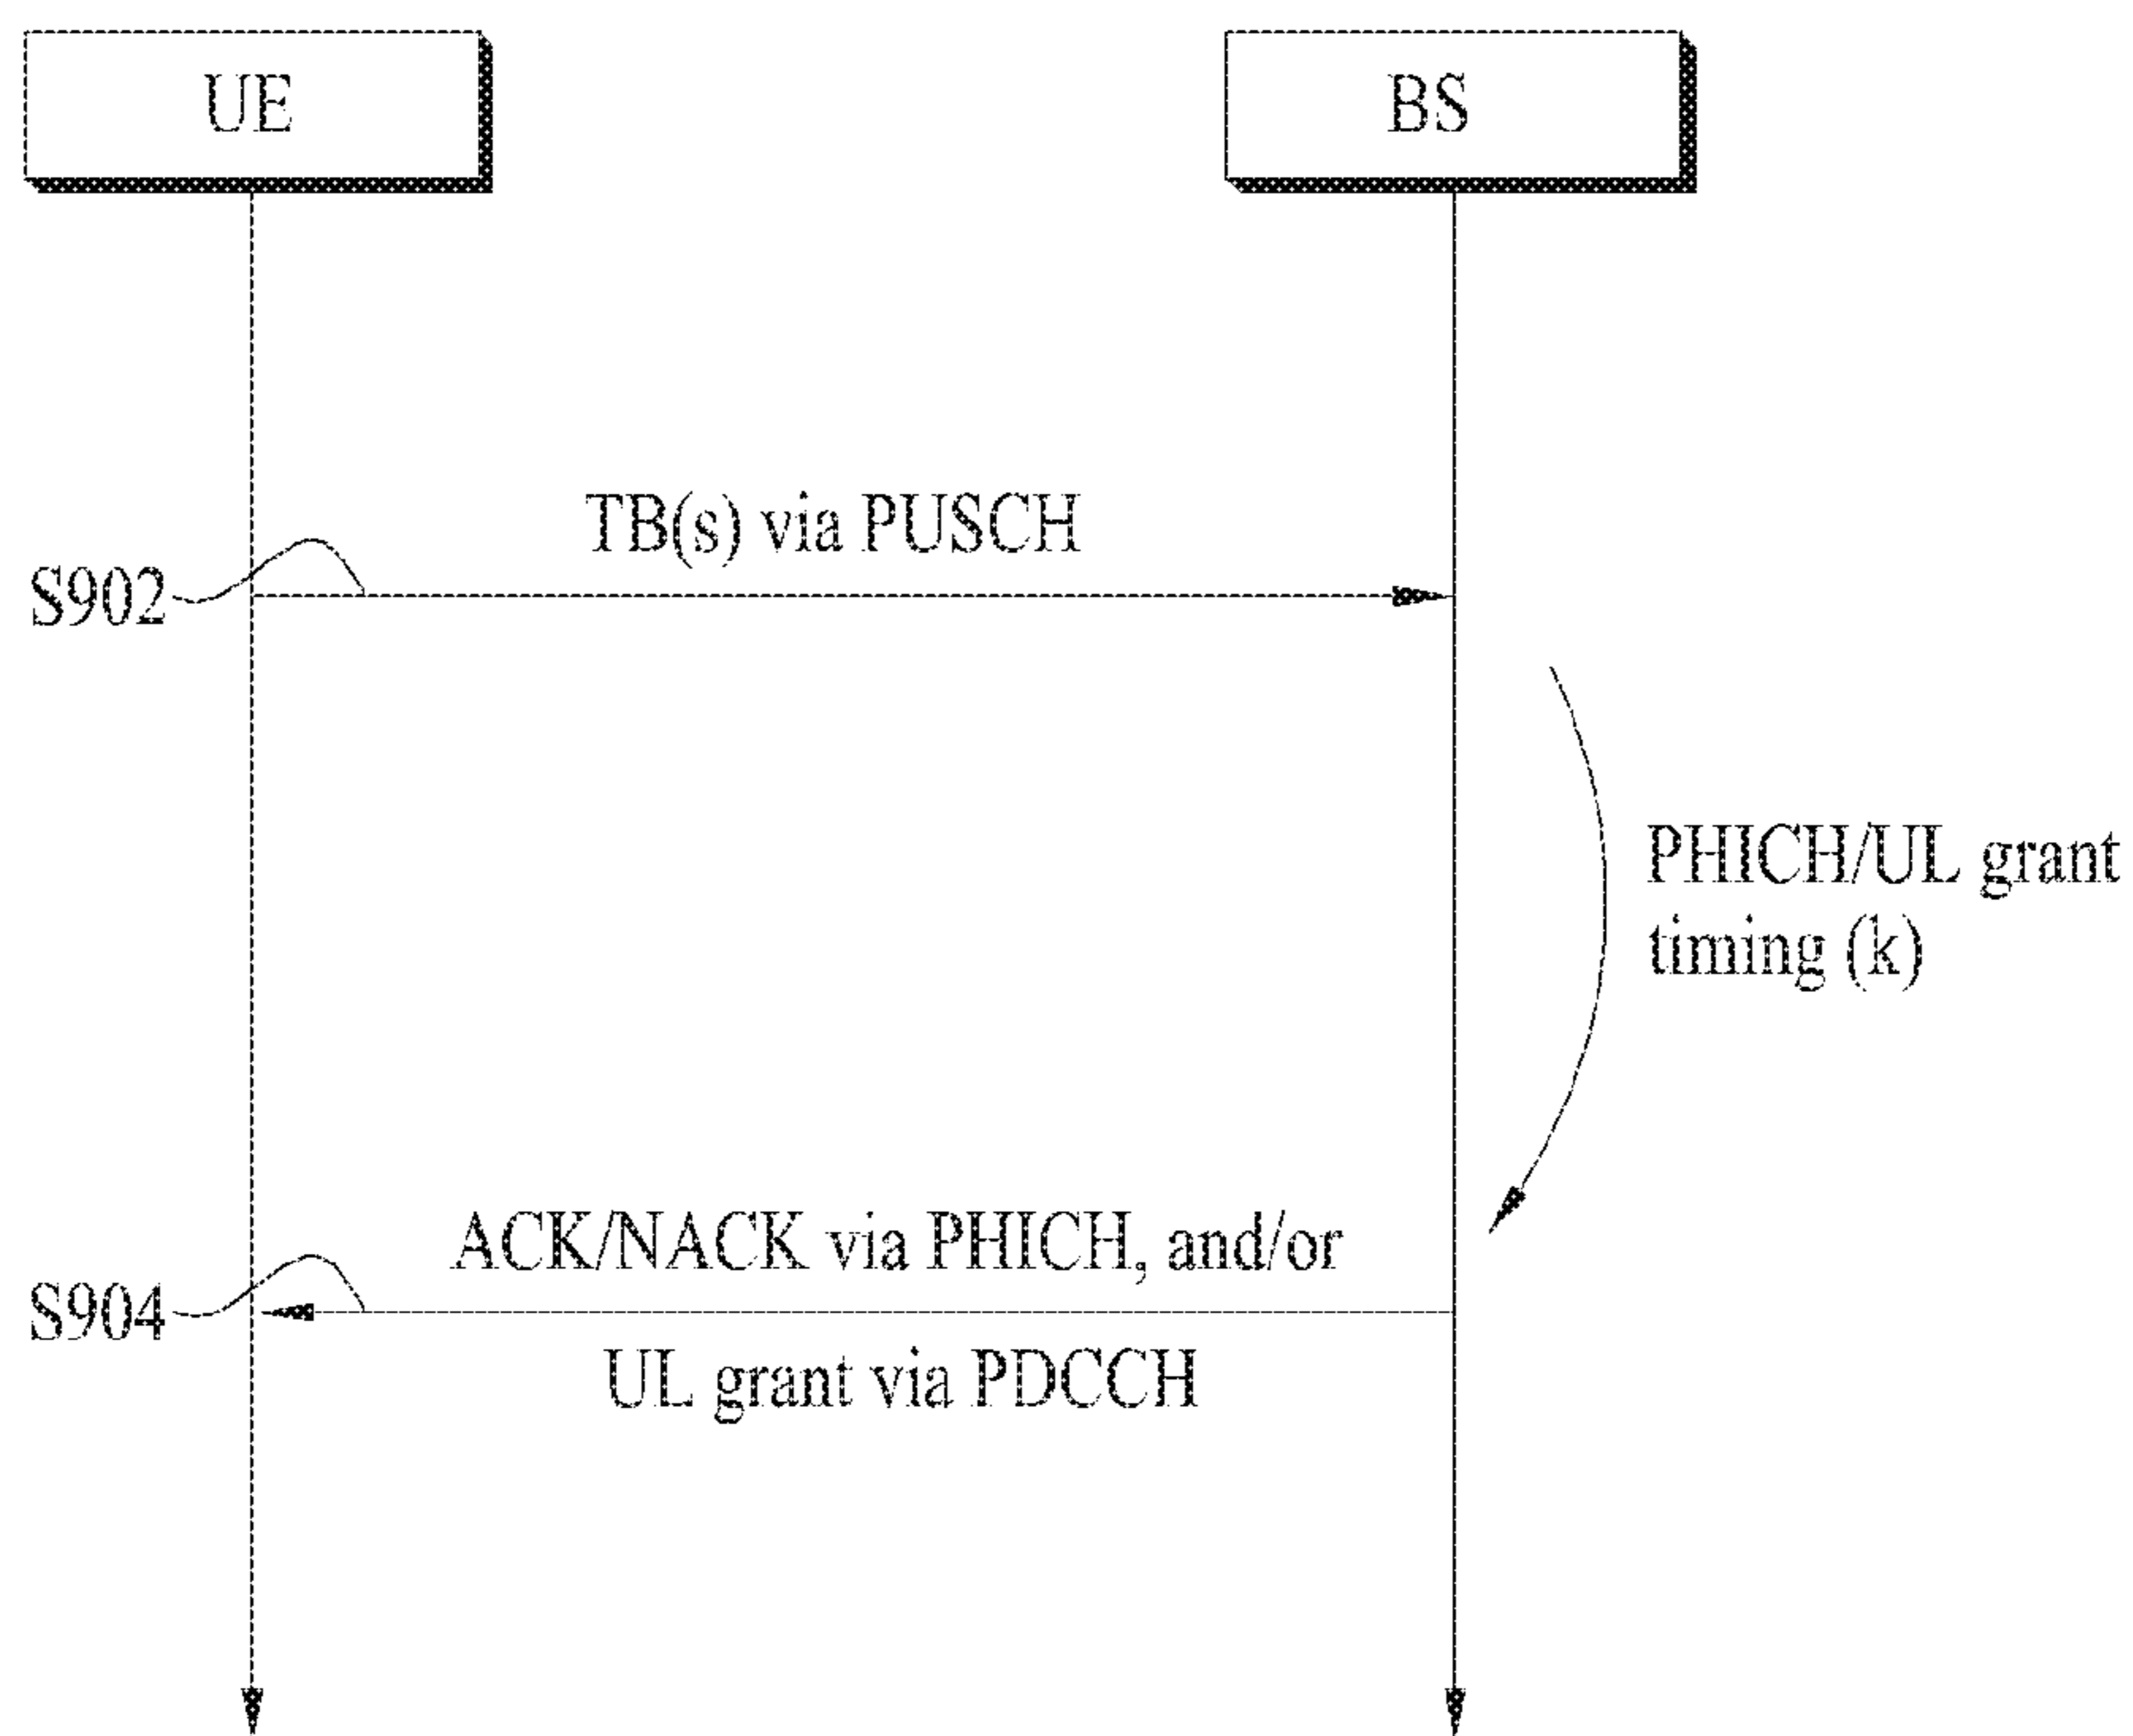 UE
BS
TB(s) via PUSCH
S902
PHICH/UL grant
timing (k)
ACK/NACK via PHICH, and/or
S904
UL grant via PDCCH